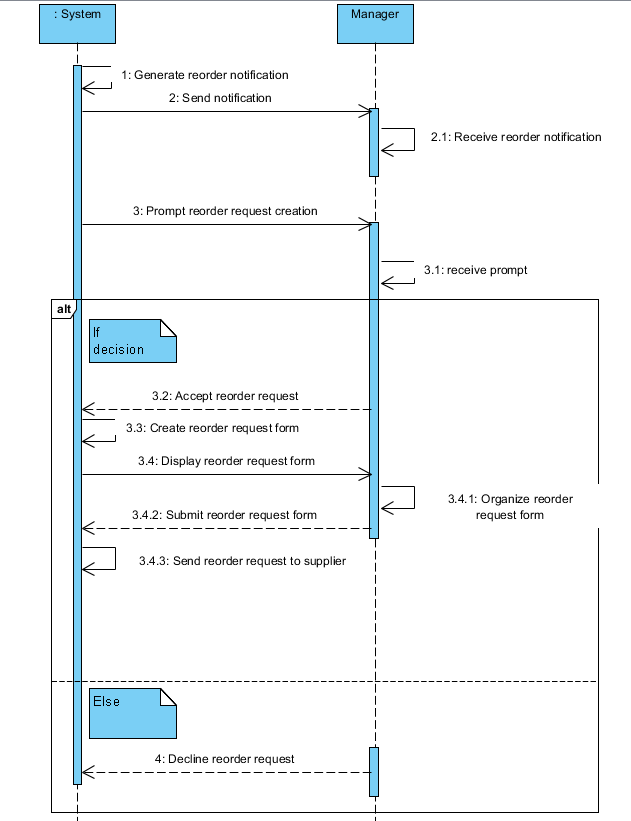 : System
Manager
1: Generate reorder notification
2: Send notification
2.1: Receive reorder notification
3: Prompt reorder request creation
3.1: receive prompt
alt
If
decision
3.2: Accept reorder request
3.3: Create reorder request form
3.4: Display reorder request form
3.4.1: Organize reorder
request form
3.4.2: Submit reorder request form
3.4.3: Send reorder request to supplier
Else
4: Decline reorder request